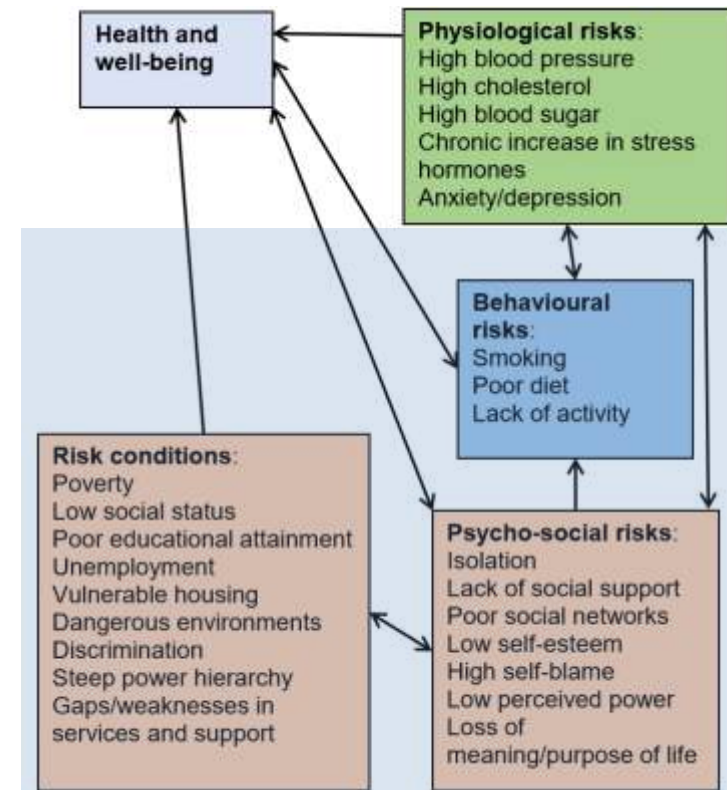 Health and
well-being
Physiological risks:
High blood pressure
High cholesterol
High blood sugar
Chronic increase in stress
hormones
Anxiety/depression
Behavioural
risks:
Smoking
Poor diet
Lack of activity
Risk conditions:
Poverty
Low social status
Poor educational attainment
Unemployment
Vulnerable housing
Dangerous environments
Discrimination
Steep power hierarchy
Gaps/weaknesses in
services and support
Psycho-social risks:
Isolation
Lack of social support
Poor social networks
Low self-esteem
High self-blame
Low perceived power
Loss of
meaning/purpose of life